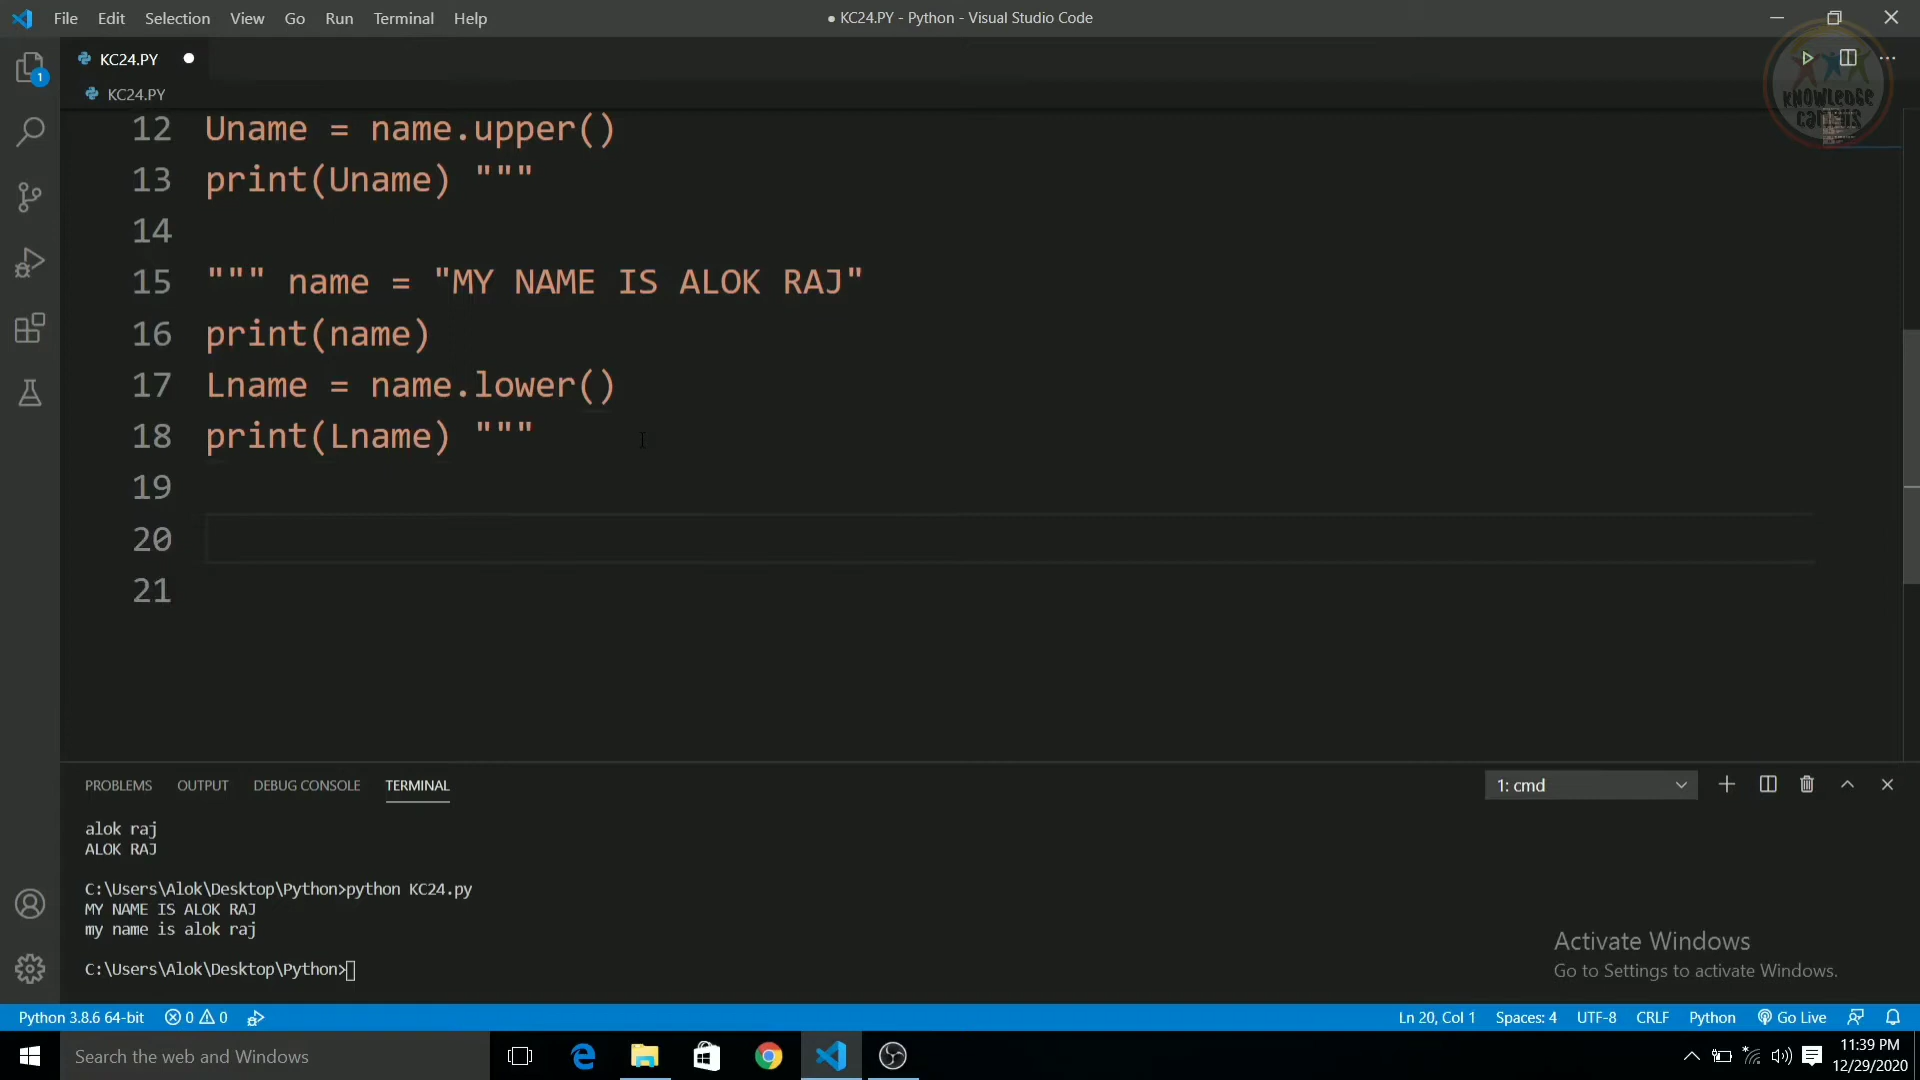 File Edit Selection View Go Run Terminal Help
● KC24.PY - Python - Visual Studio Code
KC24.PY
KC24.PY
KNOWLEDGE
CAMPUS
12 Uname = name.upper()
13 print(Uname) """
14
15 """ name = "MY NAME IS ALOK RAJ"
16 print(name)
17 Lname = name.lower()
18 print(Lname) """
19
20
21
PROBLEMS OUTPUT DEBUG CONSOLE TERMINAL
1: cmd
alok raj
ALOK RAJ
C:\Users\Alok\Desktop\Python>python KC24.py
MY NAME IS ALOK RAJ
my name is alok raj
C:\Users\Alok\Desktop\Python>
Activate Windows
Go to Settings to activate Windows.
Python 3.8.6 64-bit 0 0 Ln 20, Col 1 Spaces: 4 UTF-8 CRLF Python Go Live
Search the web and Windows
11:39 PM
12/29/2020
1